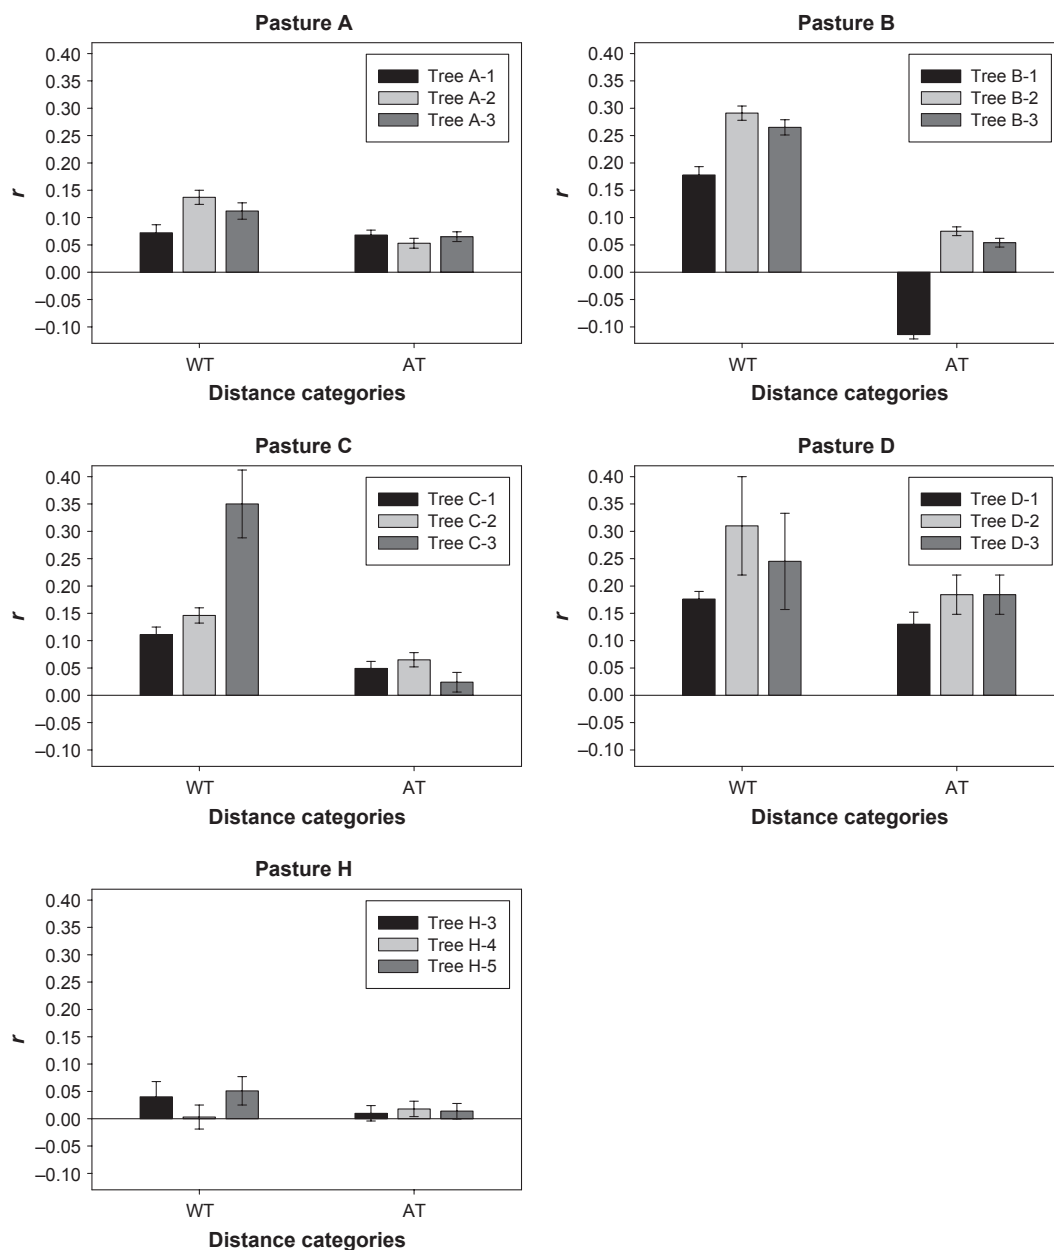 Pasture A
0.40
0.35
0.30
0.25
0.20
0.15
0.10
0.05
0.00
–0.05
–0.10
r
Tree A-1
Tree A-2
Tree A-3
WT AT
Distance categories
Pasture B
0.40
0.35
0.30
0.25
0.20
0.15
0.10
0.05
0.00
–0.05
–0.10
r
Tree B-1
Tree B-2
Tree B-3
WT AT
Distance categories
Pasture C
0.40
0.35
0.30
0.25
0.20
0.15
0.10
0.05
0.00
–0.05
–0.10
r
Tree C-1
Tree C-2
Tree C-3
WT AT
Distance categories
Pasture D
0.40
0.35
0.30
0.25
0.20
0.15
0.10
0.05
0.00
–0.05
–0.10
r
Tree D-1
Tree D-2
Tree D-3
WT AT
Distance categories
Pasture H
0.40
0.35
0.30
0.25
0.20
0.15
0.10
0.05
0.00
–0.05
–0.10
r
Tree H-3
Tree H-4
Tree H-5
WT AT
Distance categories